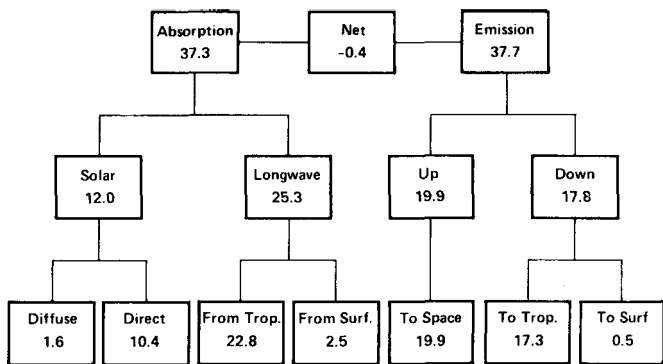 Absorption
37.3
Net
-0.4
Emission
37.7
Solar
12.0
Longwave
25.3
Up
19.9
Down
17.8
Diffuse
1.6
Direct
10.4
From Trop.
22.8
From Surf.
2.5
To Space
19.9
To Trop.
17.3
To Surf
0.5